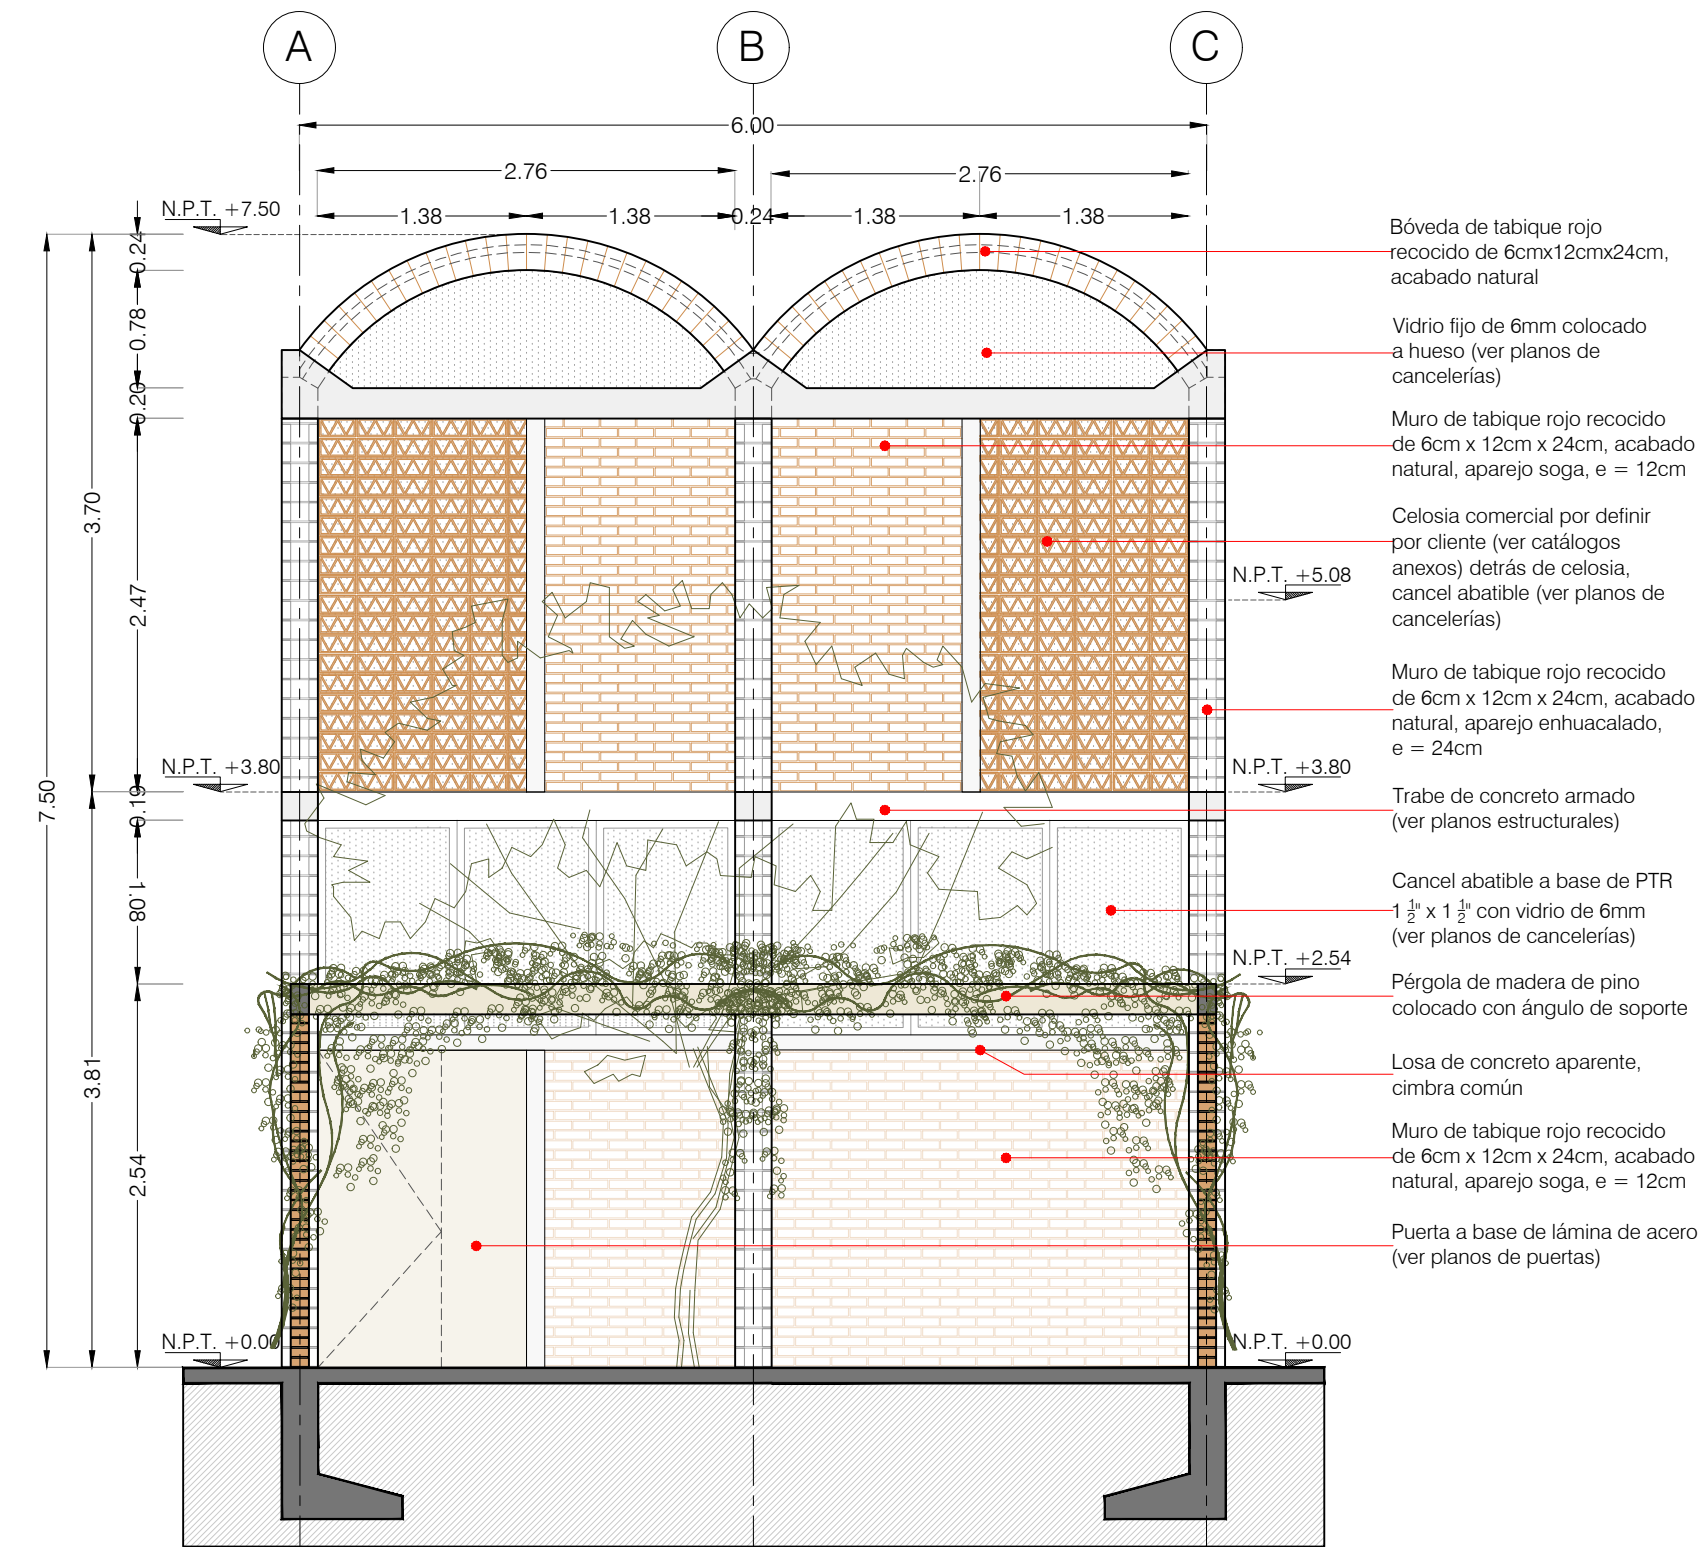 A
B
C
6.00
2.76
2.76
1.38
1.38
0.24
1.38
1.38
N.P.T. +7.50
0.24
0.78
0.20
3.70
2.47
7.50
N.P.T. +3.80
0.19
1.08
3.81
2.54
N.P.T. +0.00
Bóveda de tabique rojo
recocido de 6cmx12cmx24cm,
acabado natural
Vidrio fijo de 6mm colocado
a hueso (ver planos de
cancelerías)
Muro de tabique rojo recocido
de 6cm x 12cm x 24cm, acabado
natural, aparejo soga, e = 12cm
Celosia comercial por definir
por cliente (ver catálogos
anexos) detrás de celosia,
cancel abatible (ver planos de
cancelerías)
N.P.T. +5.08
Muro de tabique rojo recocido
de 6cm x 12cm x 24cm, acabado
natural, aparejo enhuacalado,
e = 24cm
N.P.T. +3.80
Trabe de concreto armado
(ver planos estructurales)
Cancel abatible a base de PTR
1 1/2" x 1 1/2" con vidrio de 6mm
(ver planos de cancelerías)
N.P.T. +2.54
Pérgola de madera de pino
colocado con ángulo de soporte
Losa de concreto aparente,
cimbra común
Muro de tabique rojo recocido
de 6cm x 12cm x 24cm, acabado
natural, aparejo soga, e = 12cm
Puerta a base de lámina de acero
(ver planos de puertas)
N.P.T. +0.00